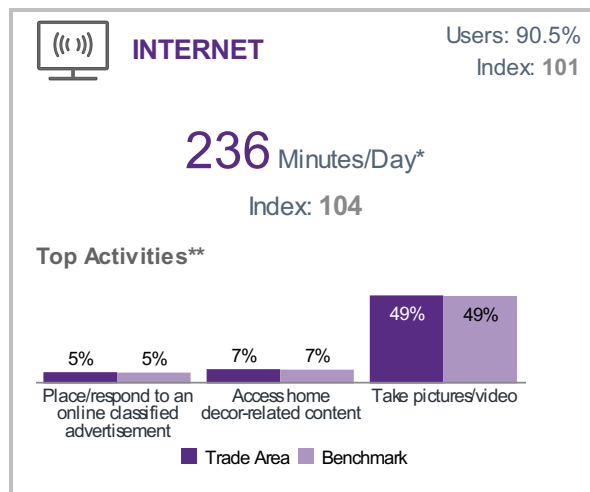 INTERNET
Users: 90.5%
Index: 101
236 Minutes/Day*
Index: 104
Top Activities**
5% 5% 7% 7% 49% 49%
Place/respond to an
online classified
advertisement
Access home
decor-related content
Take pictures/video
Trade Area Benchmark